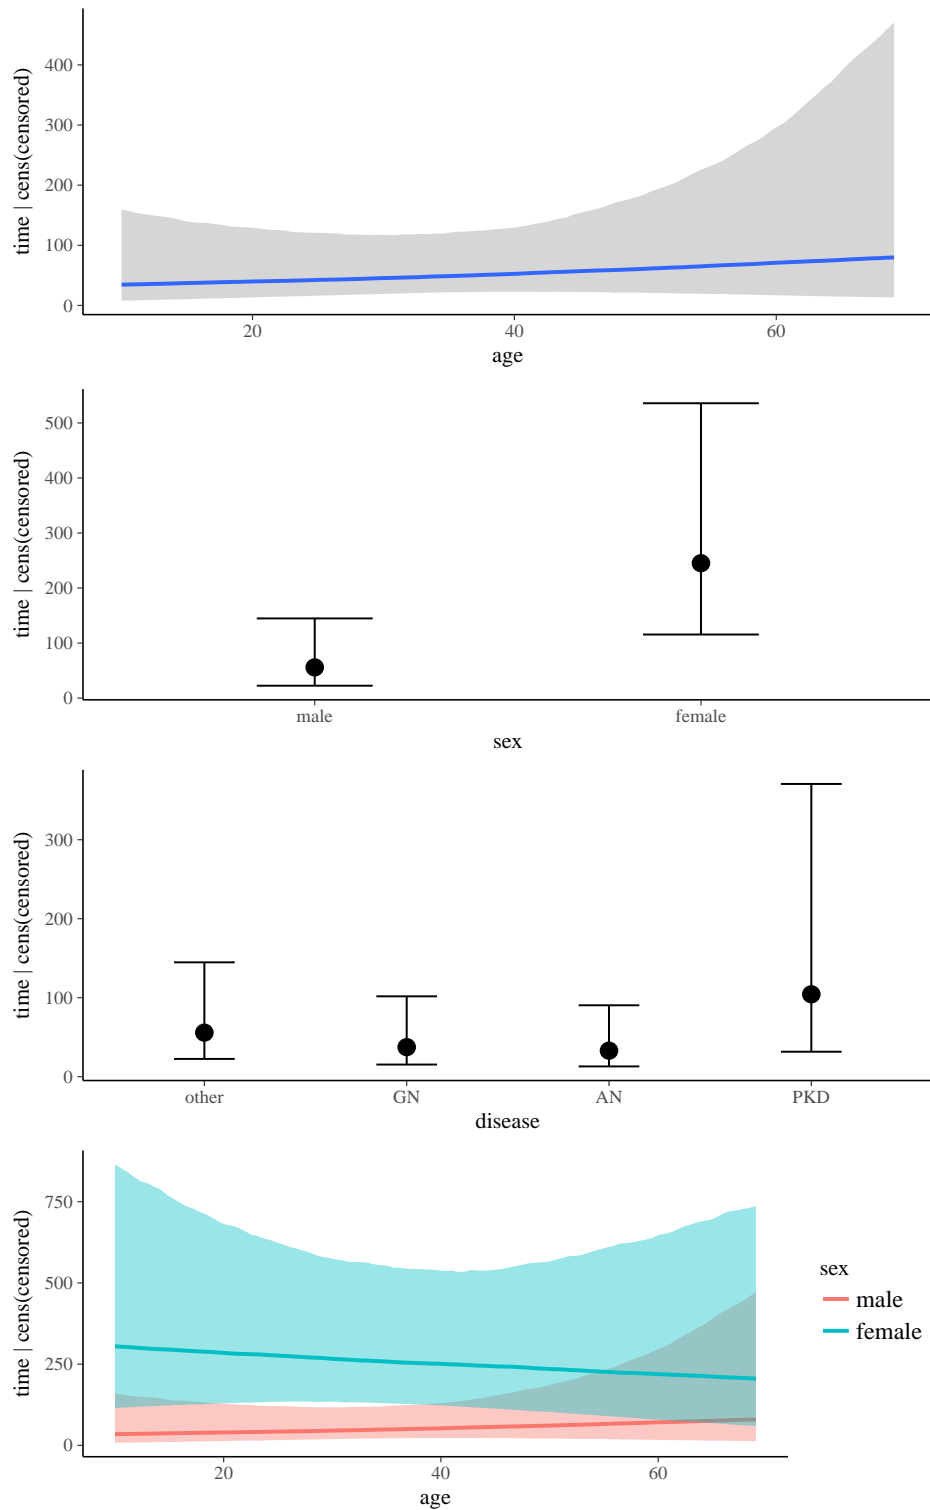 time | cens(censored)
400
300
200
100
0
20 40 60
age
time | cens(censored)
500
400
300
200
100
0
male female
sex
time | cens(censored)
300
200
100
0
other GN AN PKD
disease
time | cens(censored)
750
500
250
0
20 40 60
age
sex
male
female